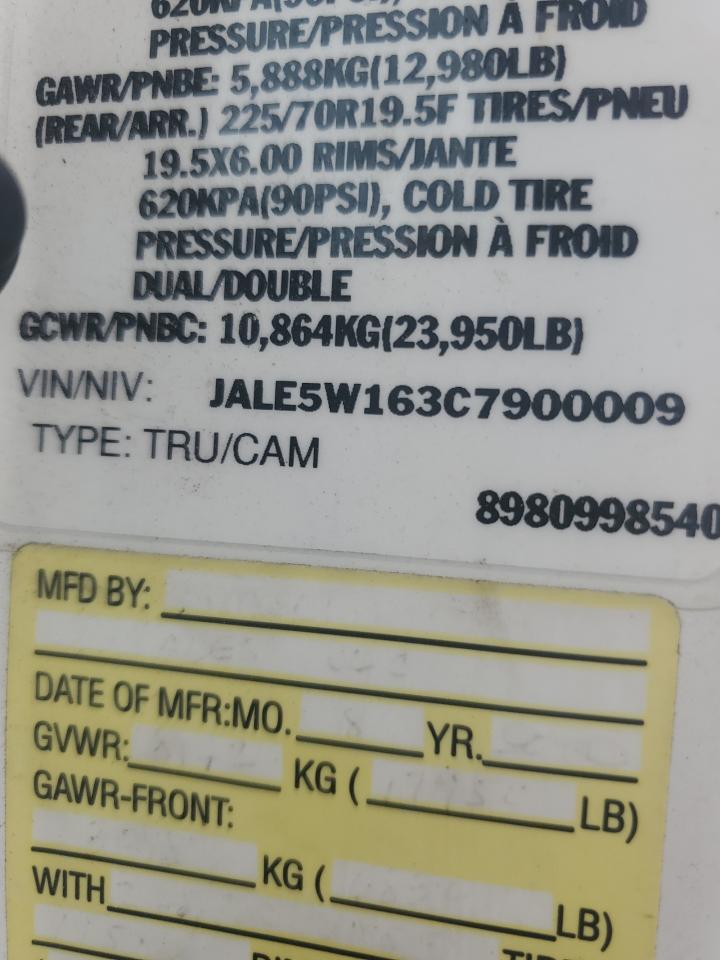 620KPA(90PSI),
PRESSURE/PRESSION À FROID
GAWR/PNBE: 5,888KG(12,980LB)
(REAR/ARR.) 225/70R19.5F TIRES/PNEU
19.5X6.00 RIMS/JANTE
620KPA(90PSI), COLD TIRE
PRESSURE/PRESSION À FROID
DUAL/DOUBLE
GCWR/PNBC: 10,864KG(23,950LB)
VIN/NIV: JALE5W163C7900009
TYPE: TRU/CAM
8980998540
MFD BY:
DATE OF MFR:MO. 8 YR.
GVWR: KG ( LB)
GAWR-FRONT:
KG ( LB)
WITH